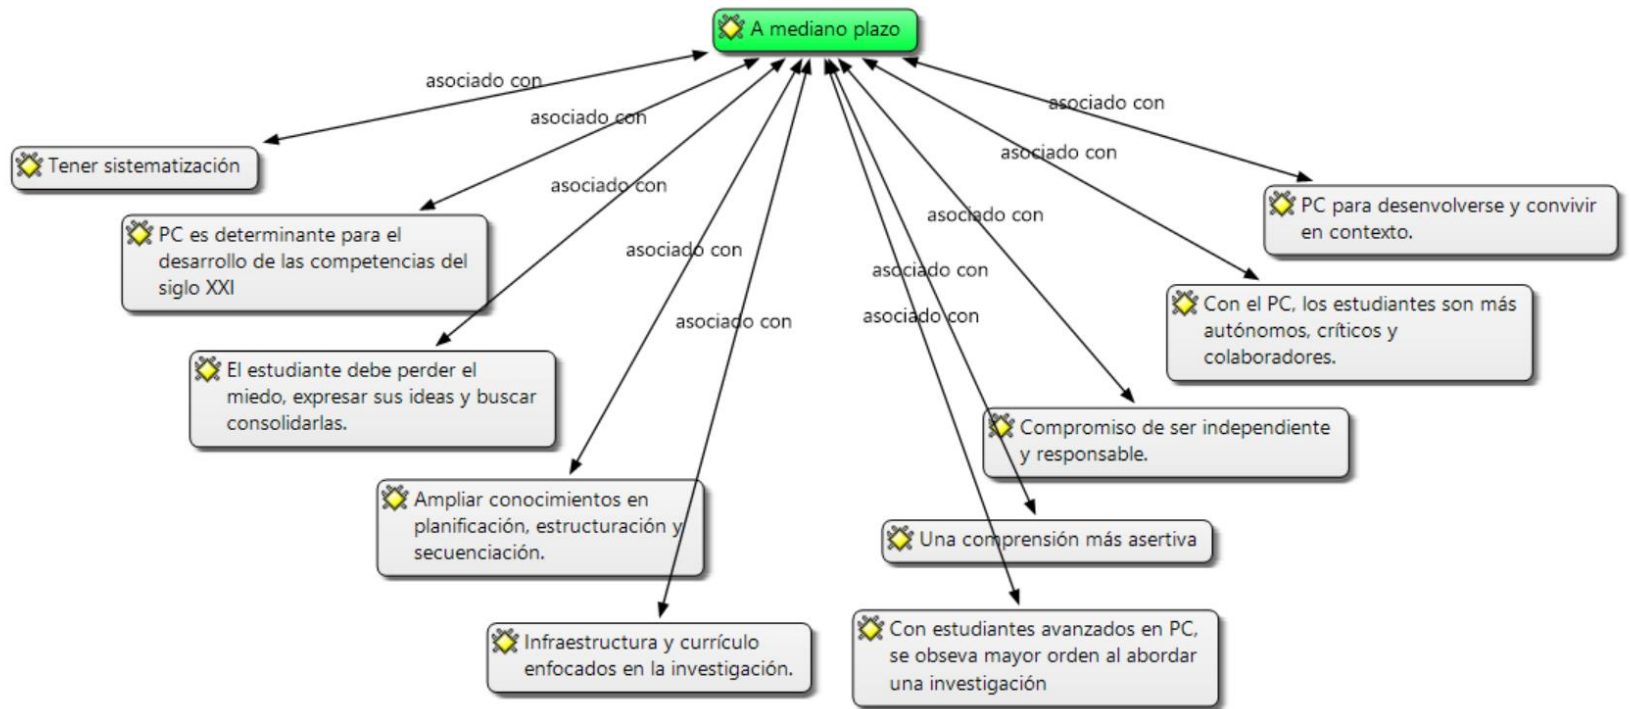 A mediano plazo
asociado con
asociado con
asociado con
asociado con
asociado con
asociado con
asociado con
asociado con
asociado con
asociado con
Tener sistematización
PC es determinante para el
desarrollo de las competencias del
siglo XXI
El estudiante debe perder el
miedo, expresar sus ideas y buscar
consolidarlas.
Ampliar conocimientos en
planificación, estructuración y
secuenciación.
Infraestructura y currículo
enfocados en la investigación.
Con estudiantes avanzados en PC,
se obseva mayor orden al abordar
una investigación
Una comprensión más asertiva
Compromiso de ser independiente
y responsable.
Con el PC, los estudiantes son más
autónomos, críticos y
colaboradores.
PC para desenvolverse y convivir
en contexto.